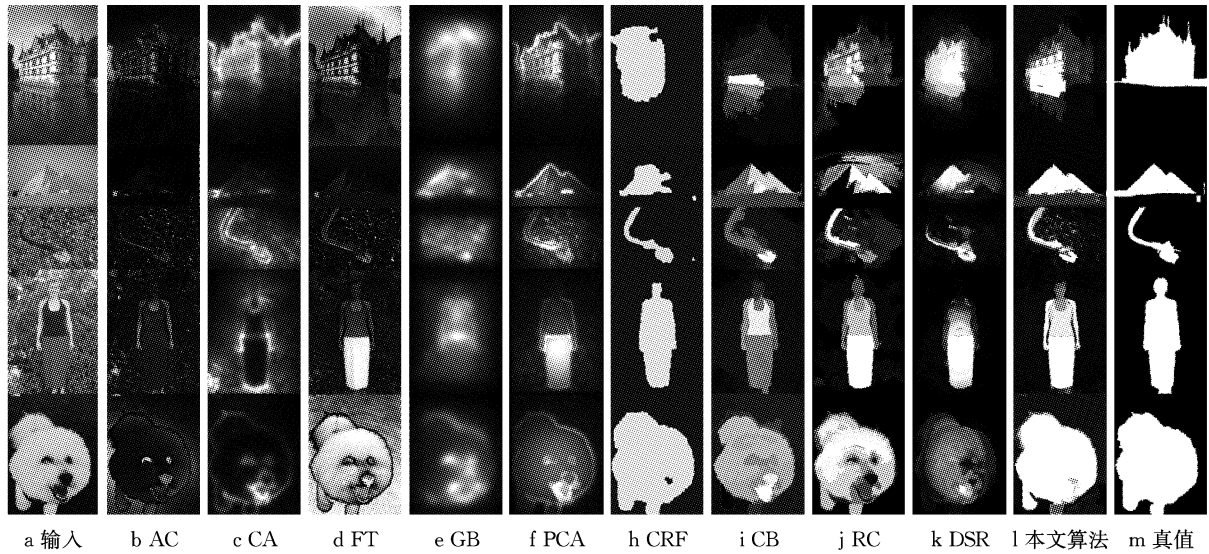 a 输入 b AC c CA d FT e GB f PCA h CRF i CB j RC k DSR l 本文算法 m 真值